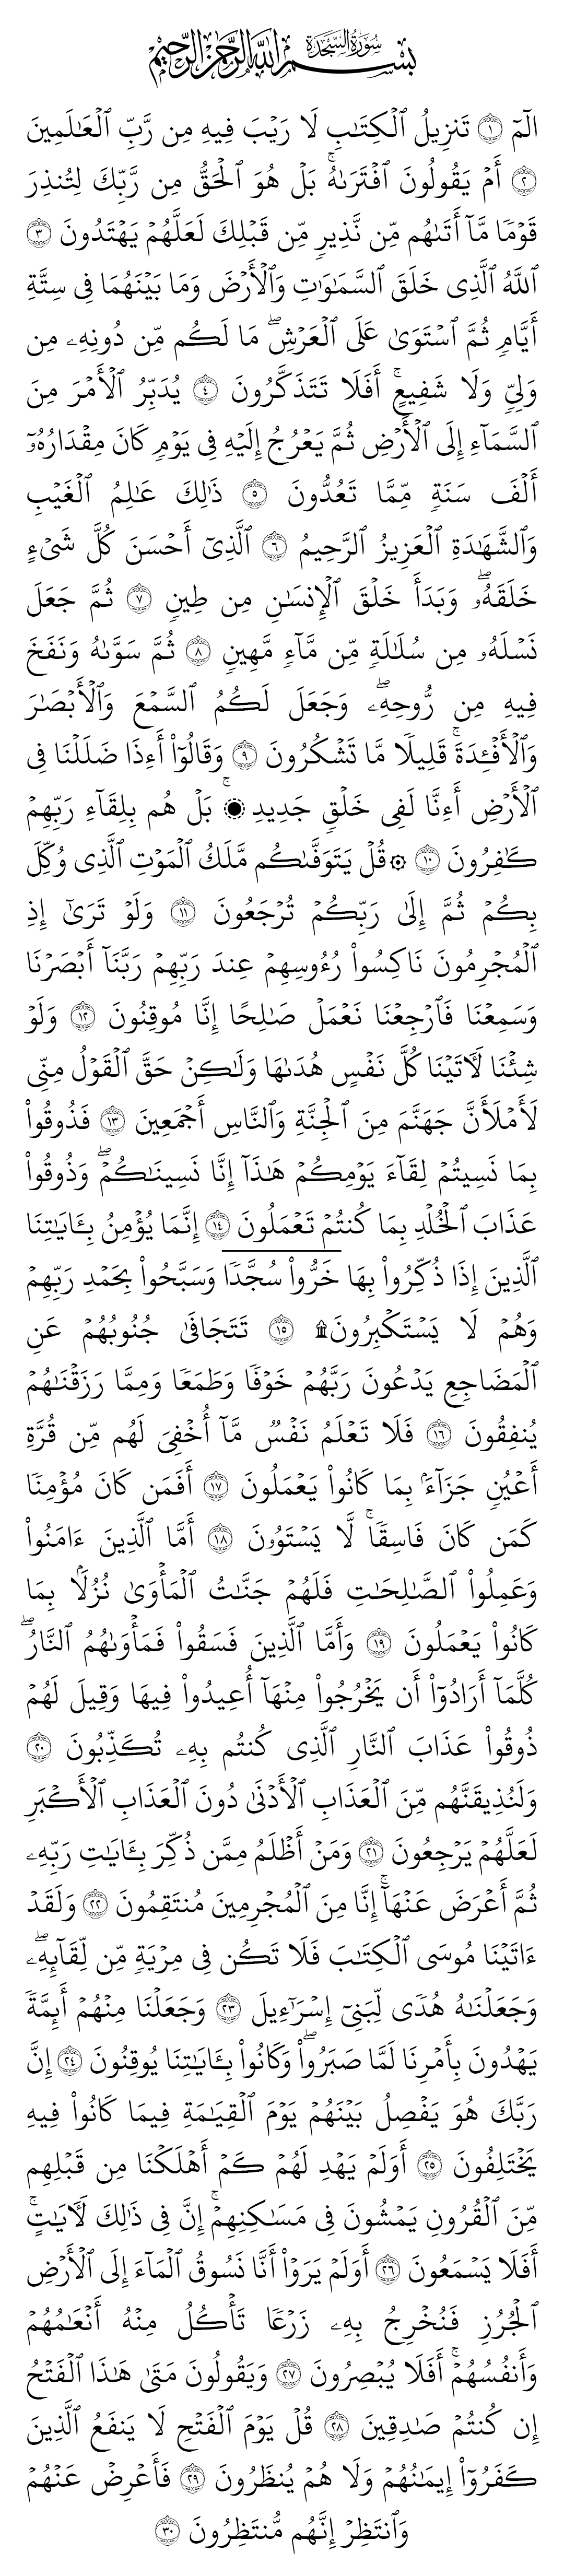 سُورَةُ السَّجۡدَةِ
بِسۡمِ ٱللَّهِ ٱلرَّحۡمَٰنِ ٱلرَّحِيمِ
الٓمٓ ١ تَنزِيلُ ٱلۡكِتَٰبِ لَا رَيۡبَ فِيهِ مِن رَّبِّ ٱلۡعَٰلَمِينَ
٢ أَمۡ يَقُولُونَ ٱفۡتَرَىٰهُۚ بَلۡ هُوَ ٱلۡحَقُّ مِن رَّبِّكَ لِتُنذِرَ
قَوۡمٗا مَّآ أَتَىٰهُم مِّن نَّذِيرٖ مِّن قَبۡلِكَ لَعَلَّهُمۡ يَهۡتَدُونَ ٣
ٱللَّهُ ٱلَّذِي خَلَقَ ٱلسَّمَٰوَٰتِ وَٱلۡأَرۡضَ وَمَا بَيۡنَهُمَا فِي سِتَّةِ
أَيَّامٖ ثُمَّ ٱسۡتَوَىٰ عَلَى ٱلۡعَرۡشِۖ مَا لَكُم مِّن دُونِهِۦ مِن
وَلِيّٖ وَلَا شَفِيعٍۚ أَفَلَا تَتَذَكَّرُونَ ٤ يُدَبِّرُ ٱلۡأَمۡرَ مِنَ
ٱلسَّمَآءِ إِلَى ٱلۡأَرۡضِ ثُمَّ يَعۡرُجُ إِلَيۡهِ فِي يَوۡمٖ كَانَ مِقۡدَارُهُۥٓ
أَلۡفَ سَنَةٖ مِّمَّا تَعُدُّونَ ٥ ذَٰلِكَ عَٰلِمُ ٱلۡغَيۡبِ
وَٱلشَّهَٰدَةِ ٱلۡعَزِيزُ ٱلرَّحِيمُ ٦ ٱلَّذِيٓ أَحۡسَنَ كُلَّ شَيۡءٍ
خَلَقَهُۥۖ وَبَدَأَ خَلۡقَ ٱلۡإِنسَٰنِ مِن طِينٖ ٧ ثُمَّ جَعَلَ
نَسۡلَهُۥ مِن سُلَٰلَةٖ مِّن مَّآءٖ مَّهِينٖ ٨ ثُمَّ سَوَّىٰهُ وَنَفَخَ
فِيهِ مِن رُّوحِهِۦۖ وَجَعَلَ لَكُمُ ٱلسَّمۡعَ وَٱلۡأَبۡصَٰرَ
وَٱلۡأَفۡـِٔدَةَۚ قَلِيلٗا مَّا تَشۡكُرُونَ ٩ وَقَالُوٓاْ أَءِذَا ضَلَلۡنَا فِي
ٱلۡأَرۡضِ أَءِنَّا لَفِي خَلۡقٖ جَدِيدِۭۚ بَلۡ هُم بِلِقَآءِ رَبِّهِمۡ
كَٰفِرُونَ ١٠ ۞ قُلۡ يَتَوَفَّىٰكُم مَّلَكُ ٱلۡمَوۡتِ ٱلَّذِي وُكِّلَ
بِكُمۡ ثُمَّ إِلَىٰ رَبِّكُمۡ تُرۡجَعُونَ ١١ وَلَوۡ تَرَىٰٓ إِذِ
ٱلۡمُجۡرِمُونَ نَاكِسُواْ رُءُوسِهِمۡ عِندَ رَبِّهِمۡ رَبَّنَآ أَبۡصَرۡنَا
وَسَمِعۡنَا فَٱرۡجِعۡنَا نَعۡمَلۡ صَٰلِحًا إِنَّا مُوقِنُونَ ١٢ وَلَوۡ
شِئۡنَا لَأٓتَيۡنَا كُلَّ نَفۡسٍ هُدَىٰهَا وَلَٰكِنۡ حَقَّ ٱلۡقَوۡلُ مِنِّي
لَأَمۡلَأَنَّ جَهَنَّمَ مِنَ ٱلۡجِنَّةِ وَٱلنَّاسِ أَجۡمَعِينَ ١٣ فَذُوقُواْ
بِمَا نَسِيتُمۡ لِقَآءَ يَوۡمِكُمۡ هَٰذَآ إِنَّا نَسِينَٰكُمۡۖ وَذُوقُواْ
عَذَابَ ٱلۡخُلۡدِ بِمَا كُنتُمۡ تَعۡمَلُونَ ١٤ إِنَّمَا يُؤۡمِنُ بِـَٔايَٰتِنَا
ٱلَّذِينَ إِذَا ذُكِّرُواْ بِهَا خَرُّواْ سُجَّدٗا وَسَبَّحُواْ بِحَمۡدِ رَبِّهِمۡ
وَهُمۡ لَا يَسۡتَكۡبِرُونَ۩ ١٥ تَتَجَافَىٰ جُنُوبُهُمۡ عَنِ
ٱلۡمَضَاجِعِ يَدۡعُونَ رَبَّهُمۡ خَوۡفٗا وَطَمَعٗا وَمِمَّا رَزَقۡنَٰهُمۡ
يُنفِقُونَ ١٦ فَلَا تَعۡلَمُ نَفۡسٞ مَّآ أُخۡفِيَ لَهُم مِّن قُرَّةِ
أَعۡيُنٖ جَزَآءَۢ بِمَا كَانُواْ يَعۡمَلُونَ ١٧ أَفَمَن كَانَ مُؤۡمِنٗا
كَمَن كَانَ فَاسِقٗاۚ لَّا يَسۡتَوُۥنَ ١٨ أَمَّا ٱلَّذِينَ ءَامَنُواْ
وَعَمِلُواْ ٱلصَّٰلِحَٰتِ فَلَهُمۡ جَنَّٰتُ ٱلۡمَأۡوَىٰ نُزُلَۢا بِمَا
كَانُواْ يَعۡمَلُونَ ١٩ وَأَمَّا ٱلَّذِينَ فَسَقُواْ فَمَأۡوَىٰهُمُ ٱلنَّارُۖ
كُلَّمَآ أَرَادُوٓاْ أَن يَخۡرُجُواْ مِنۡهَآ أُعِيدُواْ فِيهَا وَقِيلَ لَهُمۡ
ذُوقُواْ عَذَابَ ٱلنَّارِ ٱلَّذِي كُنتُم بِهِۦ تُكَذِّبُونَ ٢٠
وَلَنُذِيقَنَّهُم مِّنَ ٱلۡعَذَابِ ٱلۡأَدۡنَىٰ دُونَ ٱلۡعَذَابِ ٱلۡأَكۡبَرِ
لَعَلَّهُمۡ يَرۡجِعُونَ ٢١ وَمَنۡ أَظۡلَمُ مِمَّن ذُكِّرَ بِـَٔايَٰتِ رَبِّهِۦ
ثُمَّ أَعۡرَضَ عَنۡهَآۚ إِنَّا مِنَ ٱلۡمُجۡرِمِينَ مُنتَقِمُونَ ٢٢ وَلَقَدۡ
ءَاتَيۡنَا مُوسَى ٱلۡكِتَٰبَ فَلَا تَكُن فِي مِرۡيَةٖ مِّن لِّقَآئِهِۦۖ
وَجَعَلۡنَٰهُ هُدٗى لِّبَنِيٓ إِسۡرَٰٓءِيلَ ٢٣ وَجَعَلۡنَا مِنۡهُمۡ أَئِمَّةٗ
يَهۡدُونَ بِأَمۡرِنَا لَمَّا صَبَرُواْۖ وَكَانُواْ بِـَٔايَٰتِنَا يُوقِنُونَ ٢٤ إِنَّ
رَبَّكَ هُوَ يَفۡصِلُ بَيۡنَهُمۡ يَوۡمَ ٱلۡقِيَٰمَةِ فِيمَا كَانُواْ فِيهِ
يَخۡتَلِفُونَ ٢٥ أَوَلَمۡ يَهۡدِ لَهُمۡ كَمۡ أَهۡلَكۡنَا مِن قَبۡلِهِم
مِّنَ ٱلۡقُرُونِ يَمۡشُونَ فِي مَسَٰكِنِهِمۡۚ إِنَّ فِي ذَٰلِكَ لَأٓيَٰتٍۚ
أَفَلَا يَسۡمَعُونَ ٢٦ أَوَلَمۡ يَرَوۡاْ أَنَّا نَسُوقُ ٱلۡمَآءَ إِلَى ٱلۡأَرۡضِ
ٱلۡجُرُزِ فَنُخۡرِجُ بِهِۦ زَرۡعٗا تَأۡكُلُ مِنۡهُ أَنۡعَٰمُهُمۡ
وَأَنفُسُهُمۡۚ أَفَلَا يُبۡصِرُونَ ٢٧ وَيَقُولُونَ مَتَىٰ هَٰذَا ٱلۡفَتۡحُ
إِن كُنتُمۡ صَٰدِقِينَ ٢٨ قُلۡ يَوۡمَ ٱلۡفَتۡحِ لَا يَنفَعُ ٱلَّذِينَ
كَفَرُوٓاْ إِيمَٰنُهُمۡ وَلَا هُمۡ يُنظَرُونَ ٢٩ فَأَعۡرِضۡ عَنۡهُمۡ
وَٱنتَظِرۡ إِنَّهُم مُّنتَظِرُونَ ٣٠